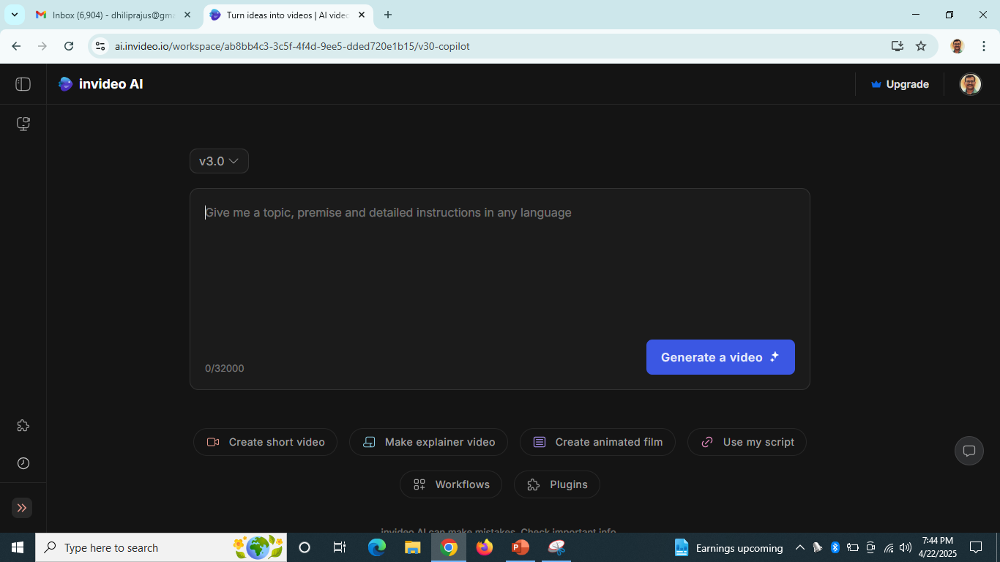 Inbox (6,904) - dhiliprajus@gma
Turn ideas into videos | AI video
ai.invideo.io/workspace/ab8bb4c3-3c5f-4f4d-9ee5-dded720e1b15/v30-copilot
invideo AI
Upgrade
v3.0
Give me a topic, premise and detailed instructions in any language
0/32000
Generate a video
Create short video
Make explainer video
Create animated film
Use my script
Workflows
Plugins
invideo AI can make mistakes. Check important info.
Type here to search
Earnings upcoming
7:44 PM
4/22/2025